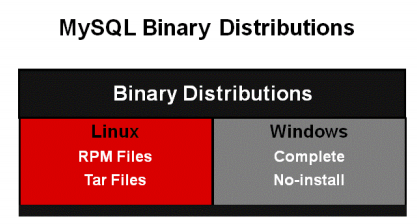 MySQL Binary Distributions
Binary Distributions
Linux
Windows
RPM Files
Complete
Tar Files
No-install